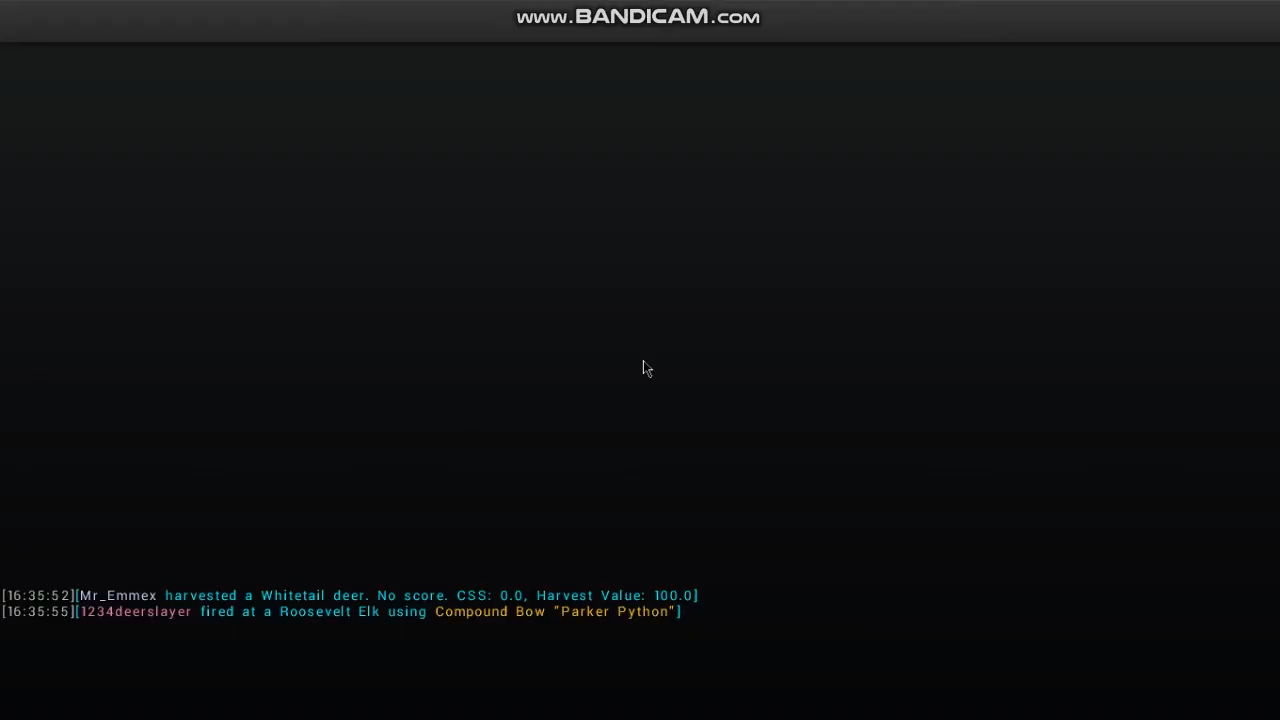 www.BANDICAM.com
[16:35:52][Mr_Emmex harvested a Whitetail deer. No score. CSS: 0.0, Harvest Value: 100.0]
[16:35:55][1234deerslayer fired at a Roosevelt Elk using Compound Bow "Parker Python"]